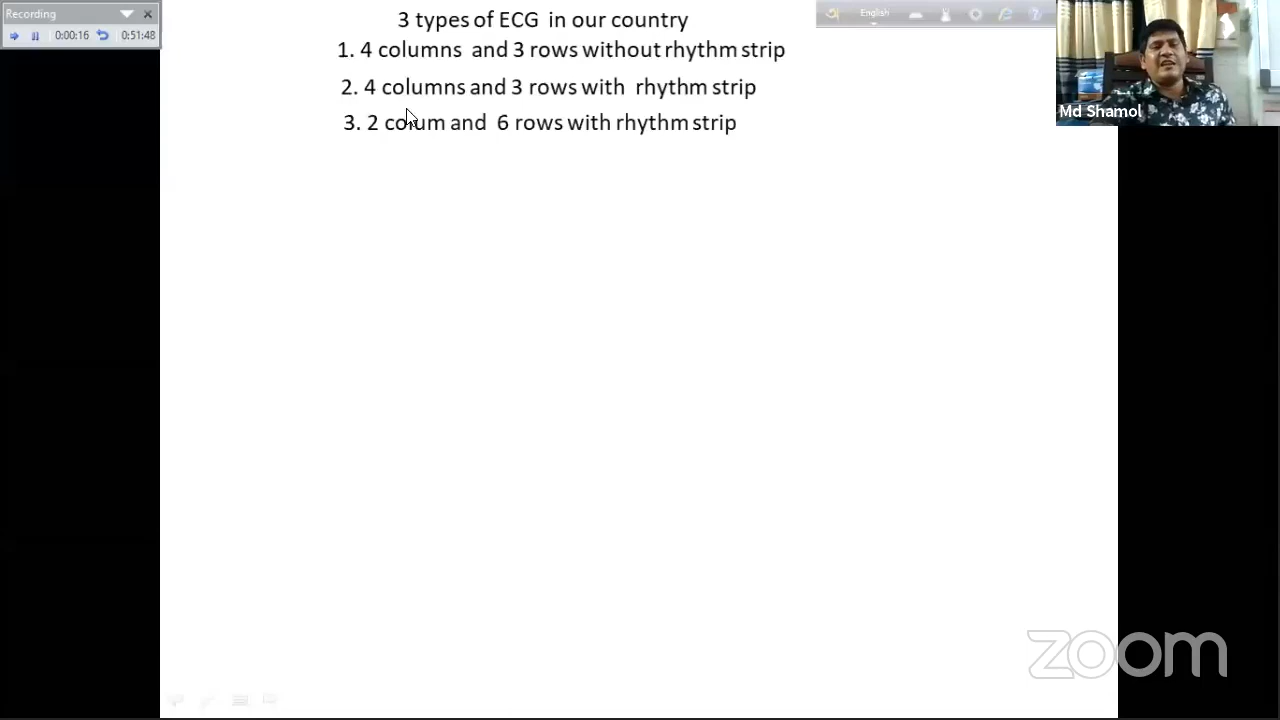 Recording
0:00:16
0:51:48
3 types of ECG in our country
1. 4 columns and 3 rows without rhythm strip
2. 4 columns and 3 rows with rhythm strip
3. 2 colum and 6 rows with rhythm strip
English
Md Shamol
zoom